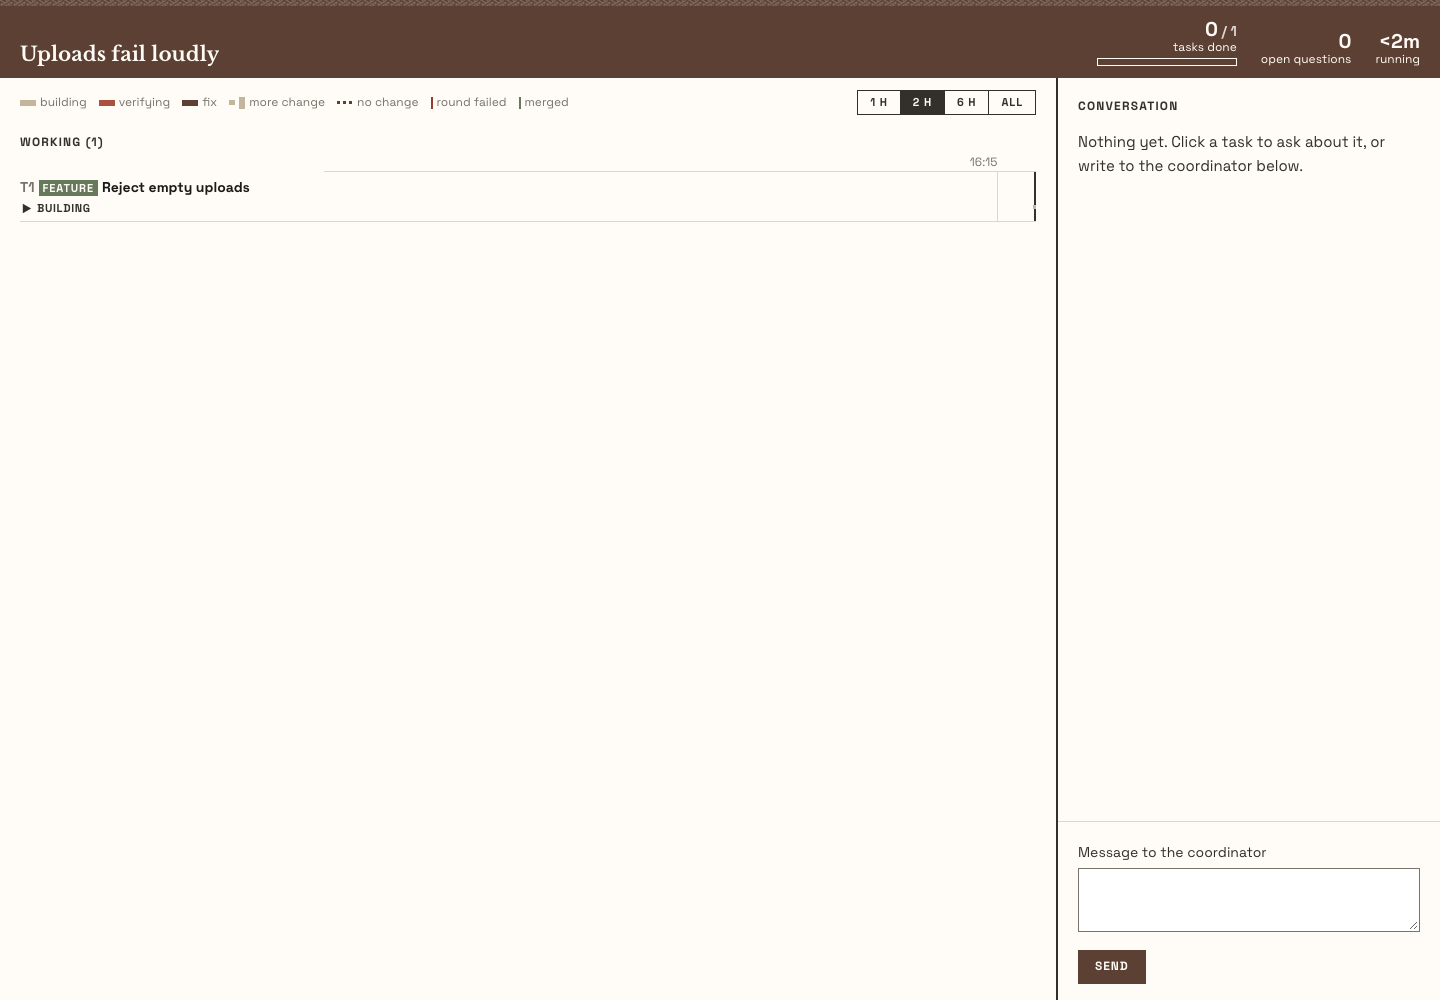 Uploads fail loudly
0 / 1
tasks done
0
open questions
<2m
running
building verifying fix more change no change round failed merged
1 H 2 H 6 H ALL
WORKING (1)
16:15
T1 FEATURE Reject empty uploads
▶ BUILDING
CONVERSATION
Nothing yet. Click a task to ask about it, or
write to the coordinator below.
Message to the coordinator
SEND